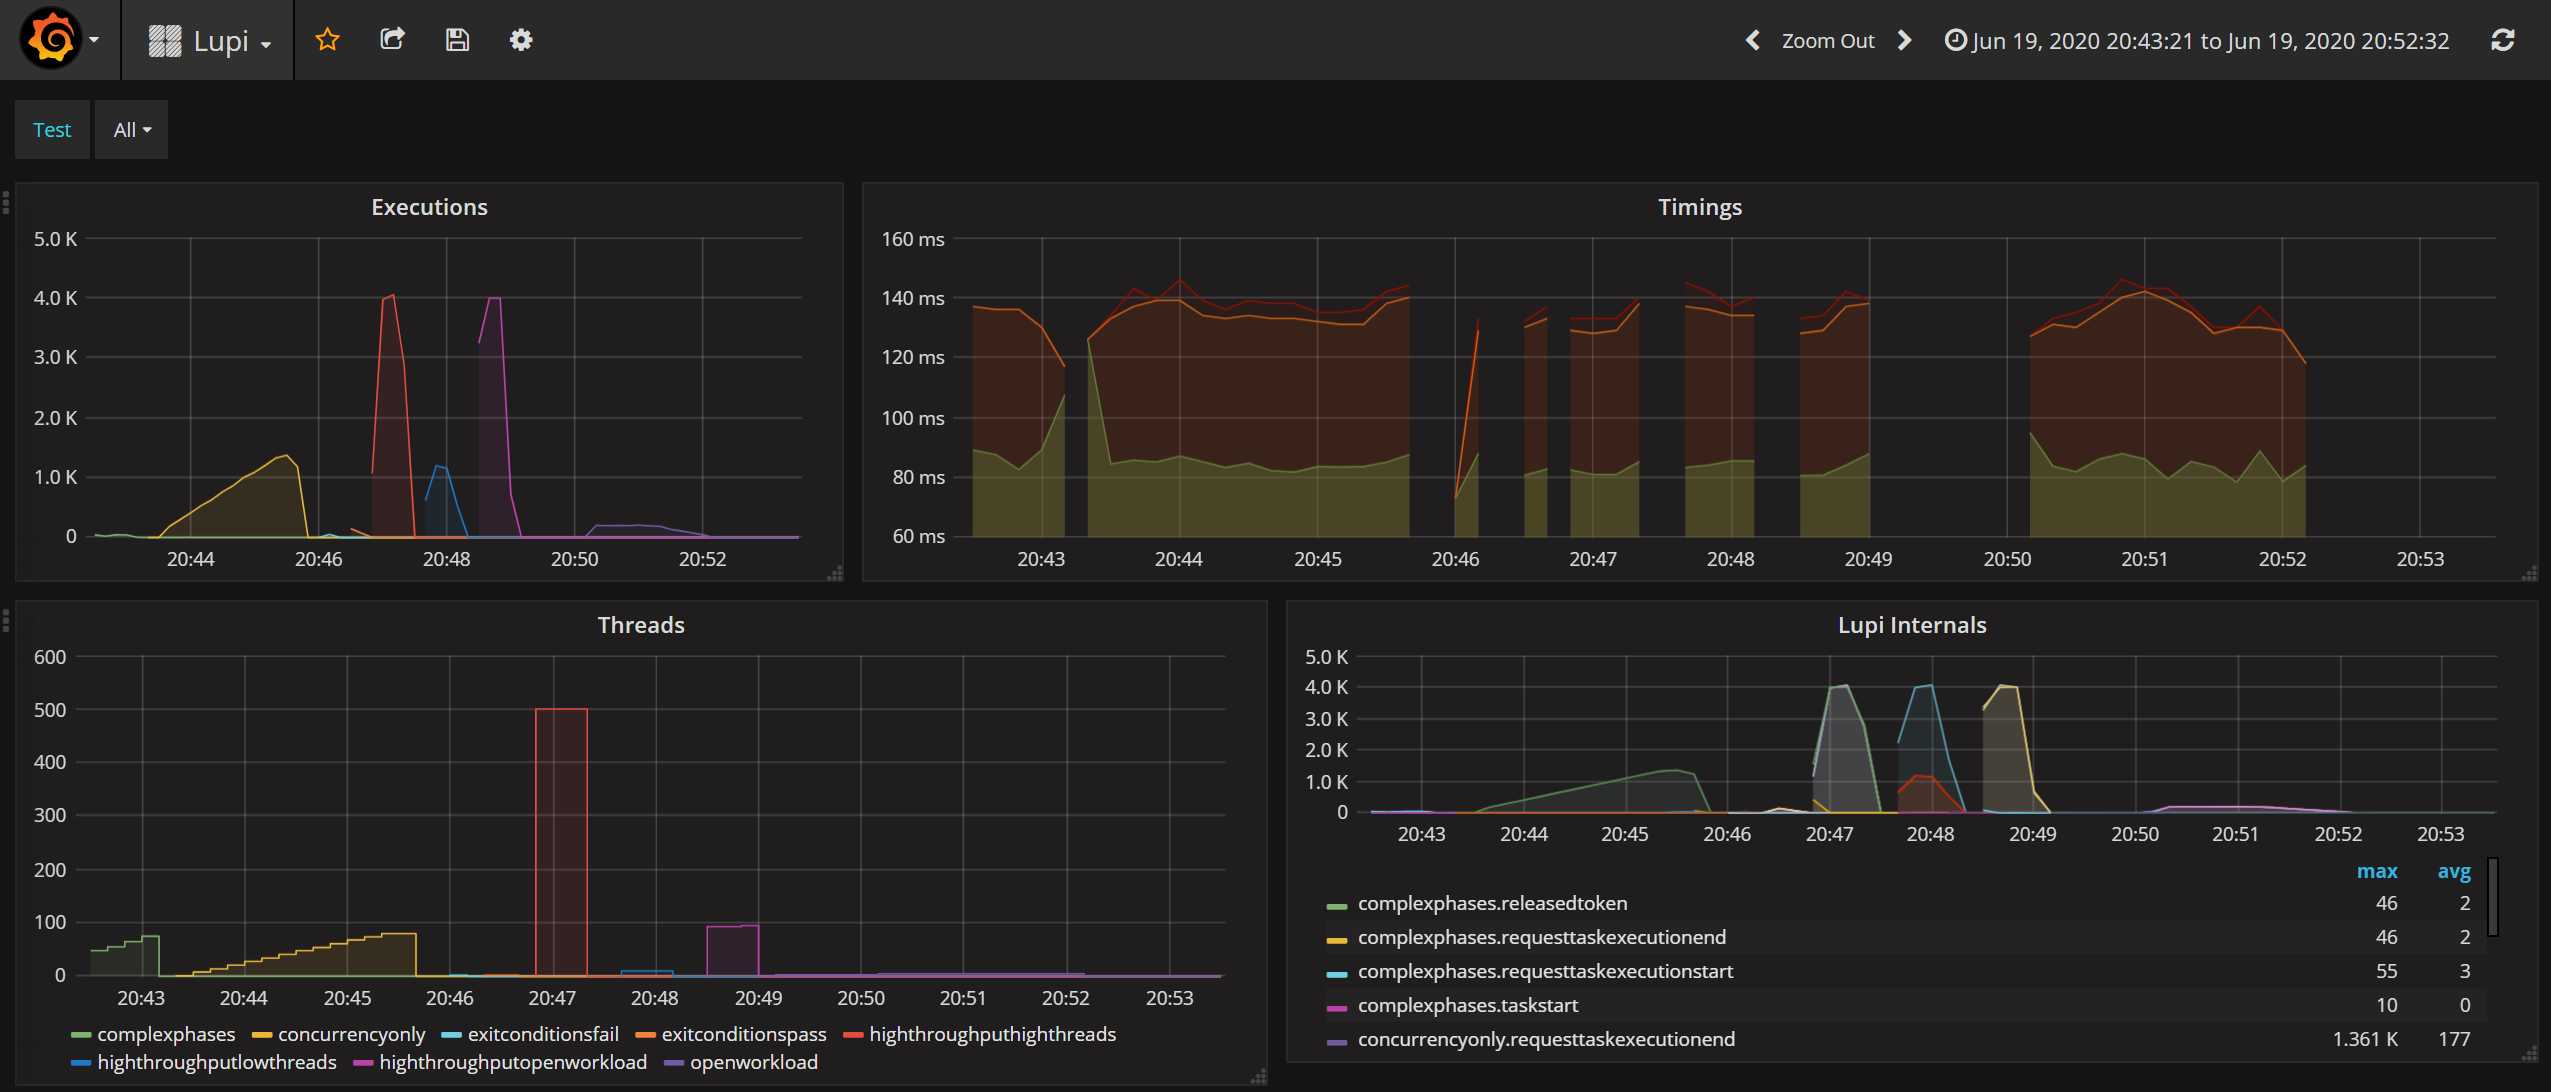 Lupi
Zoom Out
Jun 19, 2020 20:43:21 to Jun 19, 2020 20:52:32
Test
All
Executions
5.0 K
4.0 K
3.0 K
2.0 K
1.0 K
0
20:44 20:46 20:48 20:50 20:52
Timings
160 ms
140 ms
120 ms
100 ms
80 ms
60 ms
20:43 20:44 20:45 20:46 20:47 20:48 20:49 20:50 20:51 20:52 20:53
Threads
600
500
400
300
200
100
0
20:43 20:44 20:45 20:46 20:47 20:48 20:49 20:50 20:51 20:52 20:53
complexphases concurrencyonly exitconditionsfail exitconditionspass highthroughputhighthreads
highthroughputlowthreads highthroughputopenworkload openworkload
Lupi Internals
5.0 K
4.0 K
3.0 K
2.0 K
1.0 K
0
20:43 20:44 20:45 20:46 20:47 20:48 20:49 20:50 20:51 20:52 20:53
max avg
complexphases.releasedtoken 46 2
complexphases.requesttaskexecutionend 46 2
complexphases.requesttaskexecutionstart 55 3
complexphases.taskstart 10 0
concurrencyonly.requesttaskexecutionend 1.361 K 177